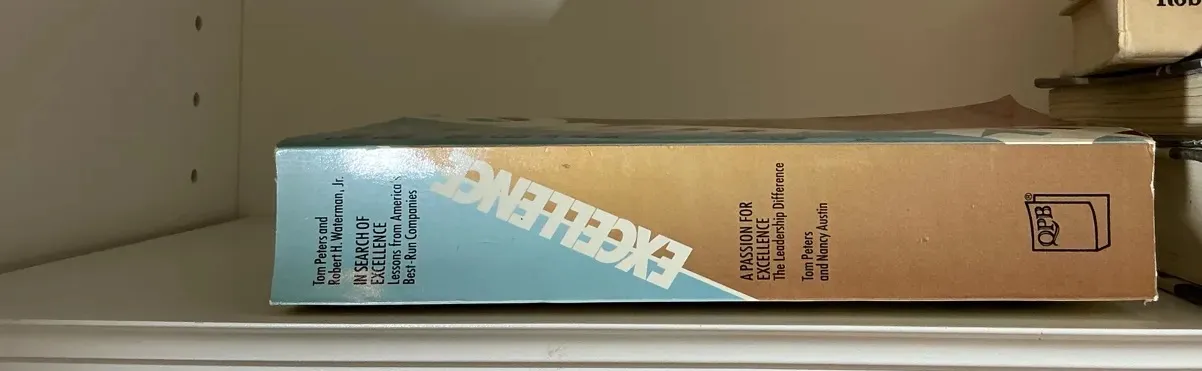 Tom Peters and
Robert H. Waterman, Jr.
IN SEARCH OF
EXCELLENCE
Lessons from America's
Best-Run Companies
EXCELLENCE
A PASSION FOR
EXCELLENCE
The Leadership Difference
Tom Peters
and Nancy Austin
QPB®